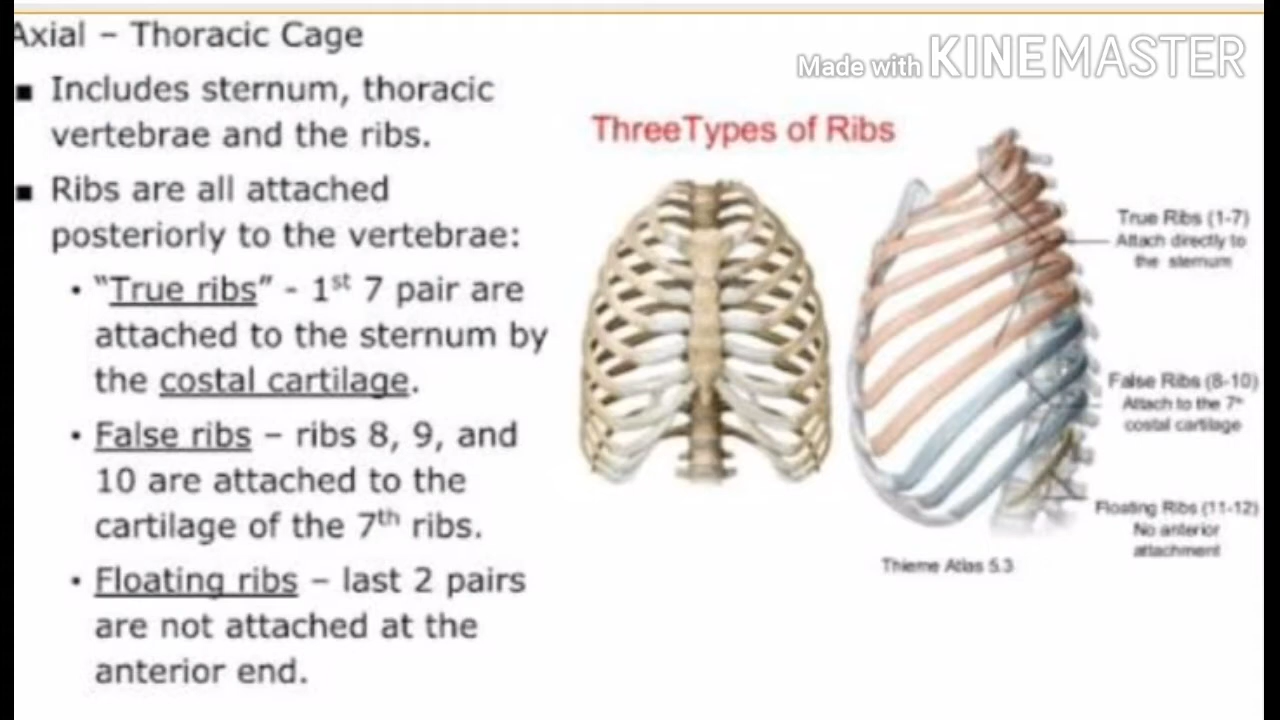 Axial – Thoracic Cage
■ Includes sternum, thoracic
vertebrae and the ribs.
■ Ribs are all attached
posteriorly to the vertebrae:
• “True ribs” - 1st 7 pair are
attached to the sternum by
the costal cartilage.
• False ribs – ribs 8, 9, and
10 are attached to the
cartilage of the 7th ribs.
• Floating ribs – last 2 pairs
are not attached at the
anterior end.
Made with KINEMASTER
ThreeTypes of Ribs
True Ribs (1-7)
Attach directly to
the sternum
False Ribs (8-10)
Attach to the 7th
costal cartilage
Floating Ribs (11-12)
No anterior
attachment
Thieme Atlas 5.3